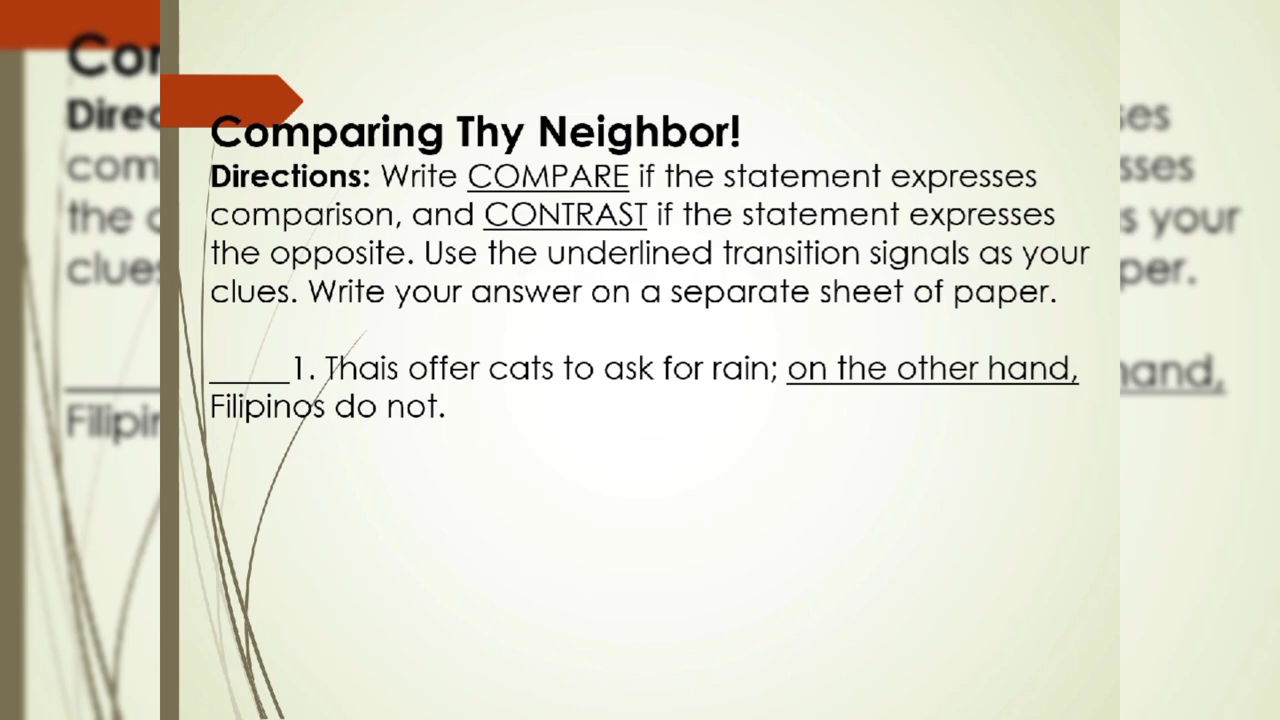 Comparing Thy Neighbor!
Directions: Write COMPARE if the statement expresses
comparison, and CONTRAST if the statement expresses
the opposite. Use the underlined transition signals as your
clues. Write your answer on a separate sheet of paper.
_____1. Thais offer cats to ask for rain; on the other hand,
Filipinos do not.